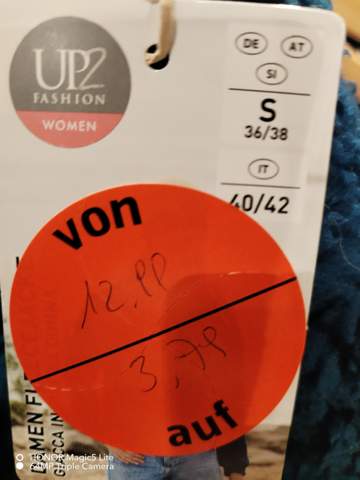 UP2
FASHION
WOMEN
DE AT
SI
S
36/38
IT
40/42
von
12,99
3,79
auf
HONOR Magic5 Lite
64MP Triple Camera